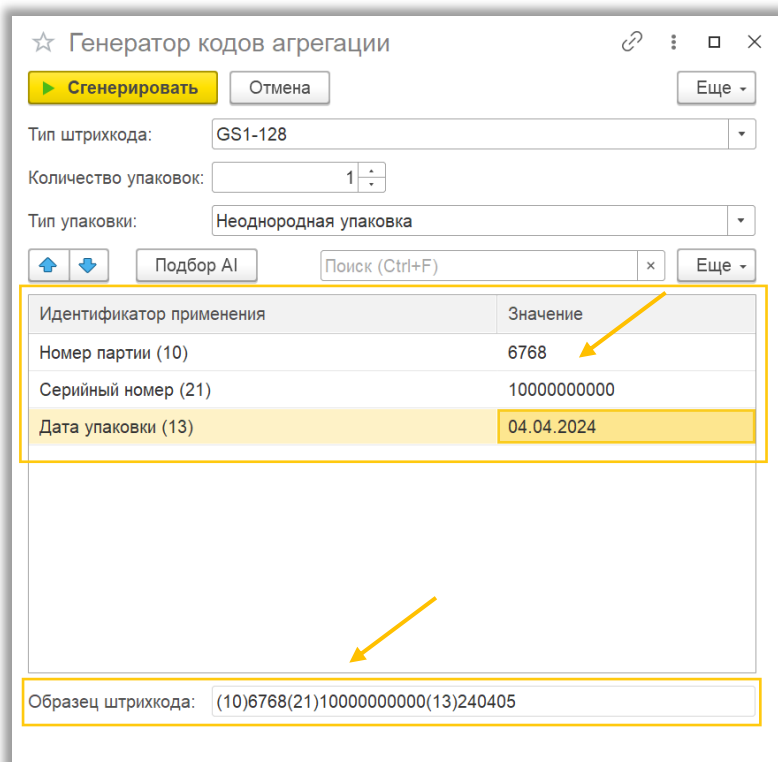 Генератор кодов агрегации
Сгенерировать Отмена Еще
Тип штрихкода: GS1-128
Количество упаковок: 1
Тип упаковки: Неоднородная упаковка
Подбор AI Поиск (Ctrl+F) × Еще
Идентификатор применения Значение
Номер партии (10) 6768
Серийный номер (21) 10000000000
Дата упаковки (13) 04.04.2024
Образец штрихкода: (10)6768(21)10000000000(13)240405